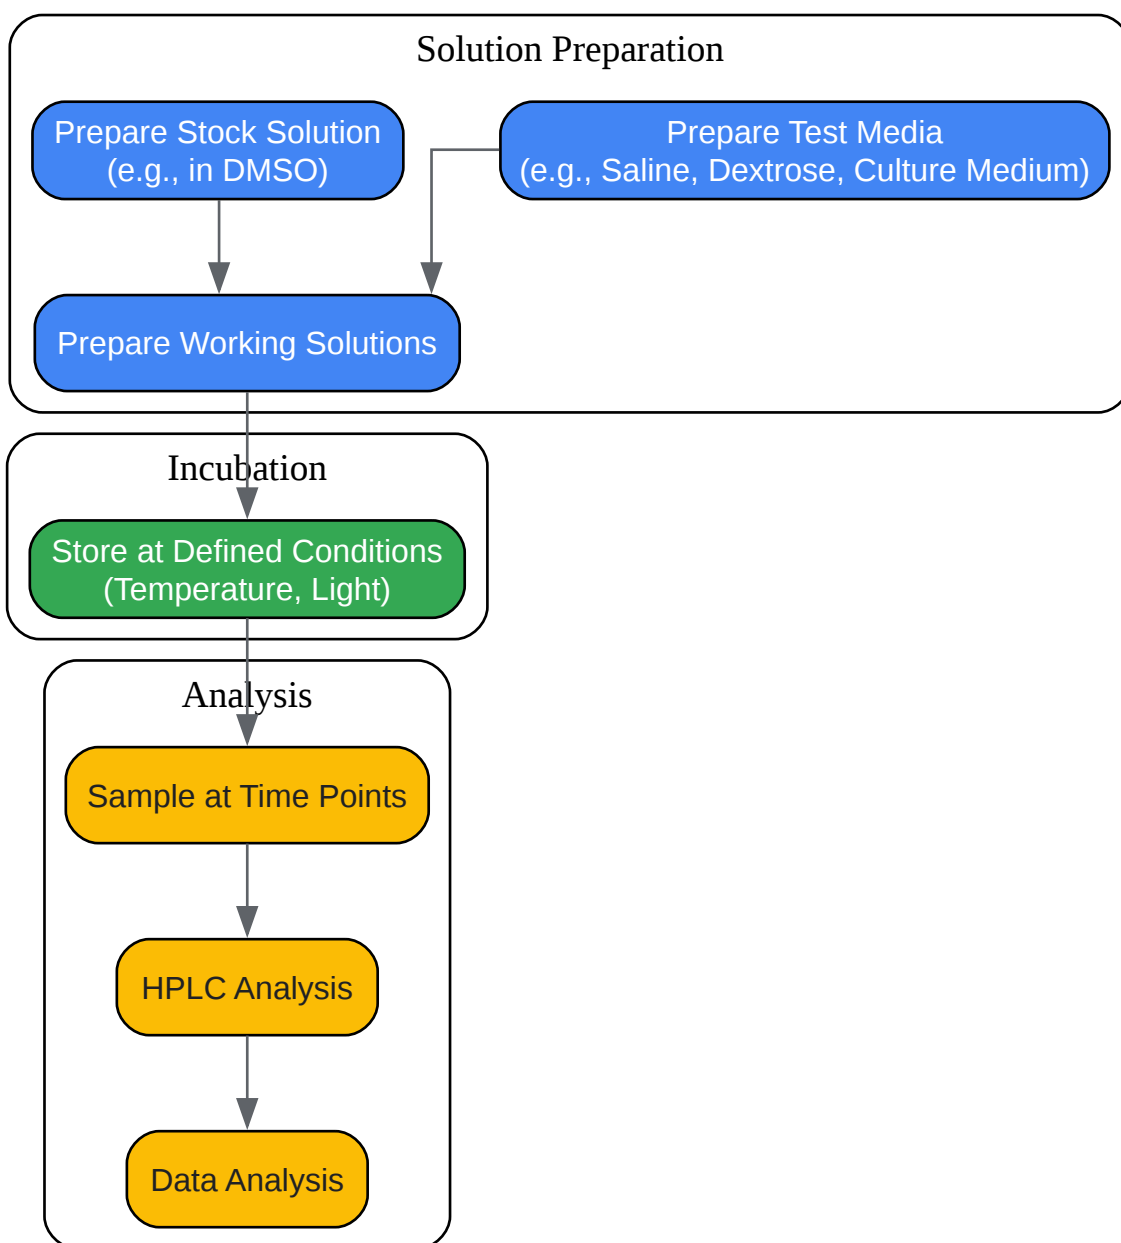 Solution Preparation
Prepare Stock Solution
(e.g., in DMSO)
Prepare Test Media
(e.g., Saline, Dextrose, Culture Medium)
Prepare Working Solutions
Incubation
Store at Defined Conditions
(Temperature, Light)
Analysis
Sample at Time Points
HPLC Analysis
Data Analysis